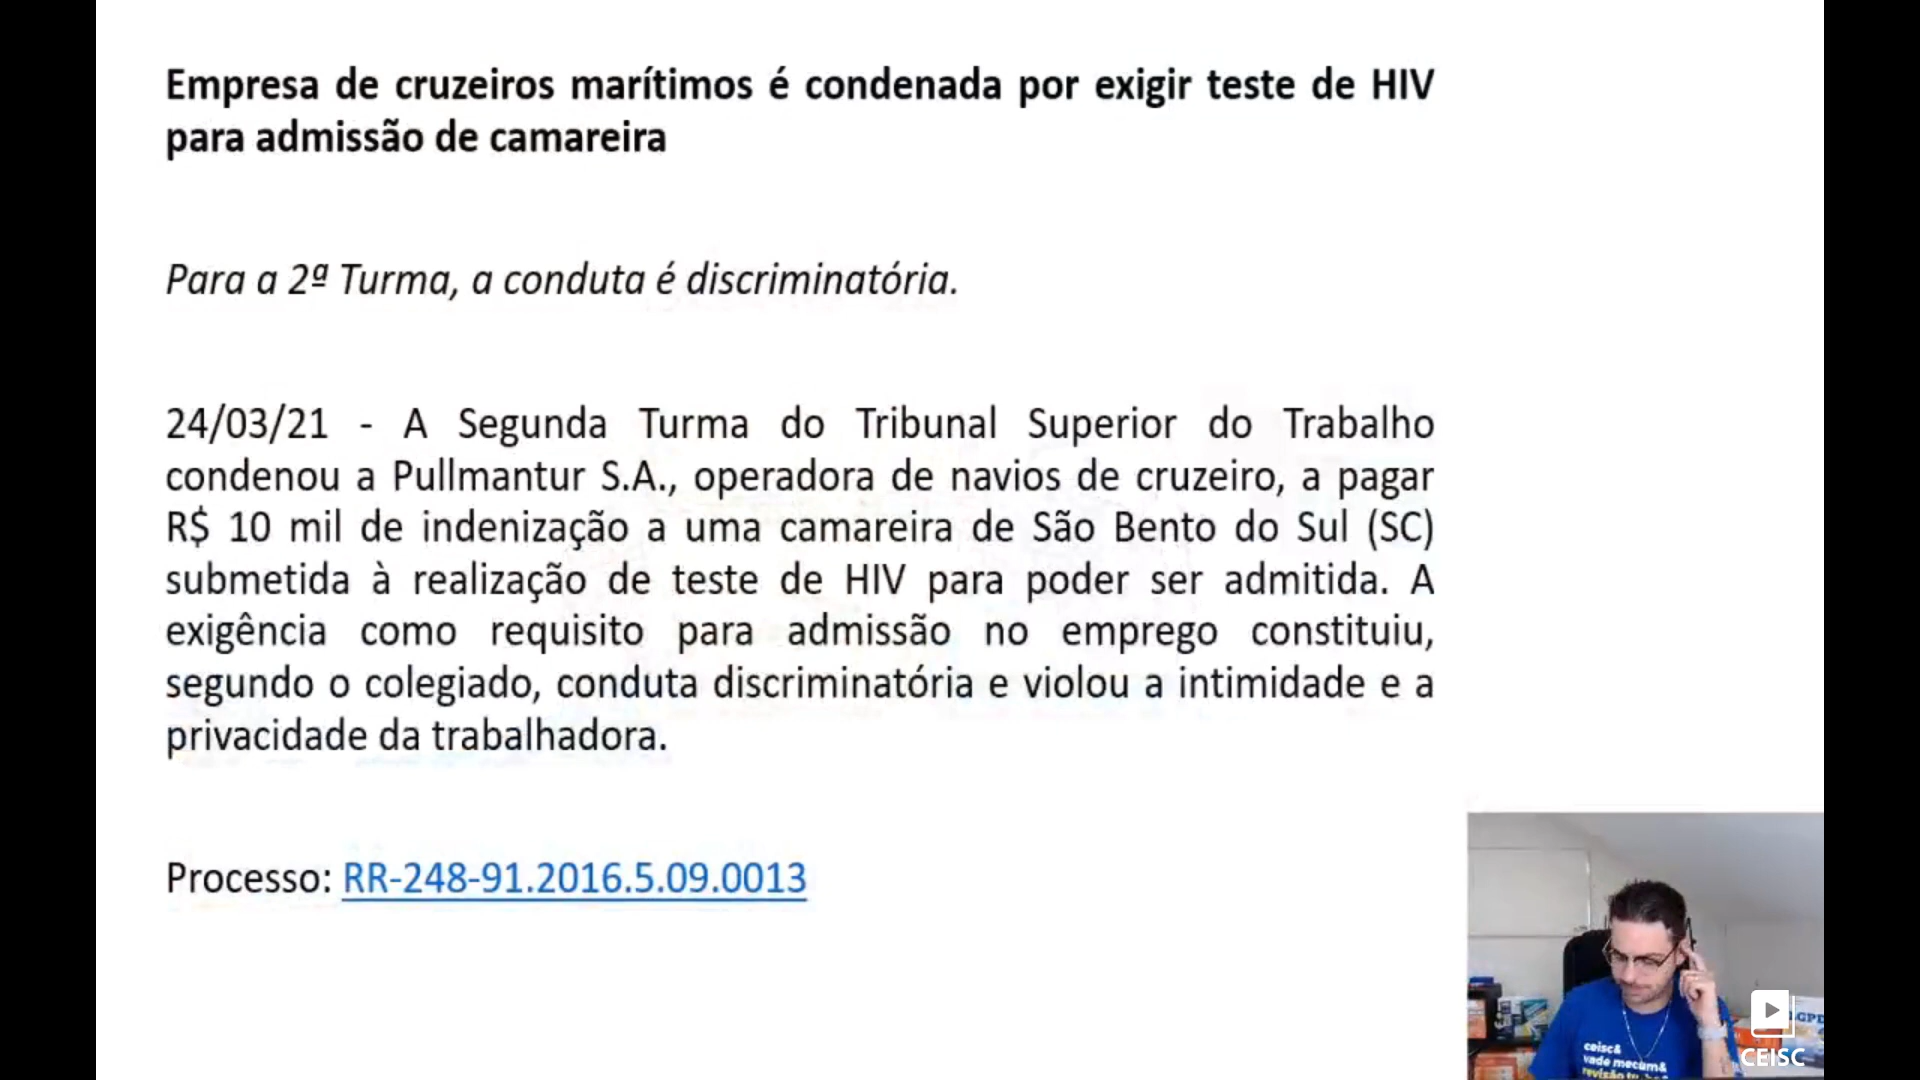 Empresa de cruzeiros marítimos é condenada por exigir teste de HIV
para admissão de camareira
Para a 2ª Turma, a conduta é discriminatória.
24/03/21 - A Segunda Turma do Tribunal Superior do Trabalho
condenou a Pullmantur S.A., operadora de navios de cruzeiro, a pagar
R$ 10 mil de indenização a uma camareira de São Bento do Sul (SC)
submetida à realização de teste de HIV para poder ser admitida. A
exigência como requisito para admissão no emprego constituiu,
segundo o colegiado, conduta discriminatória e violou a intimidade e a
privacidade da trabalhadora.
Processo: RR-248-91.2016.5.09.0013
LGPD
CEISC
ceisc&
vade mecum&